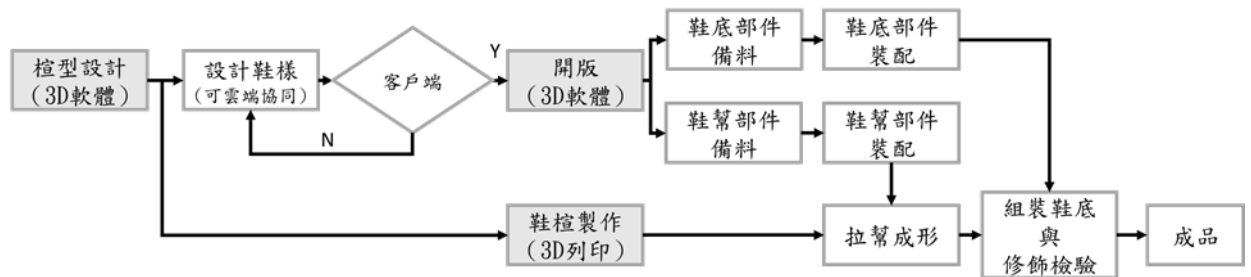 楦型設計
（3D軟體）
設計鞋樣
（可雲端協同）
客戶端
Y
N
開版
（3D軟體）
鞋底部件
備料
鞋底部件
裝配
鞋幫部件
備料
鞋幫部件
裝配
鞋楦製作
（3D列印）
拉幫成形
組裝鞋底
與
修飾檢驗
成品